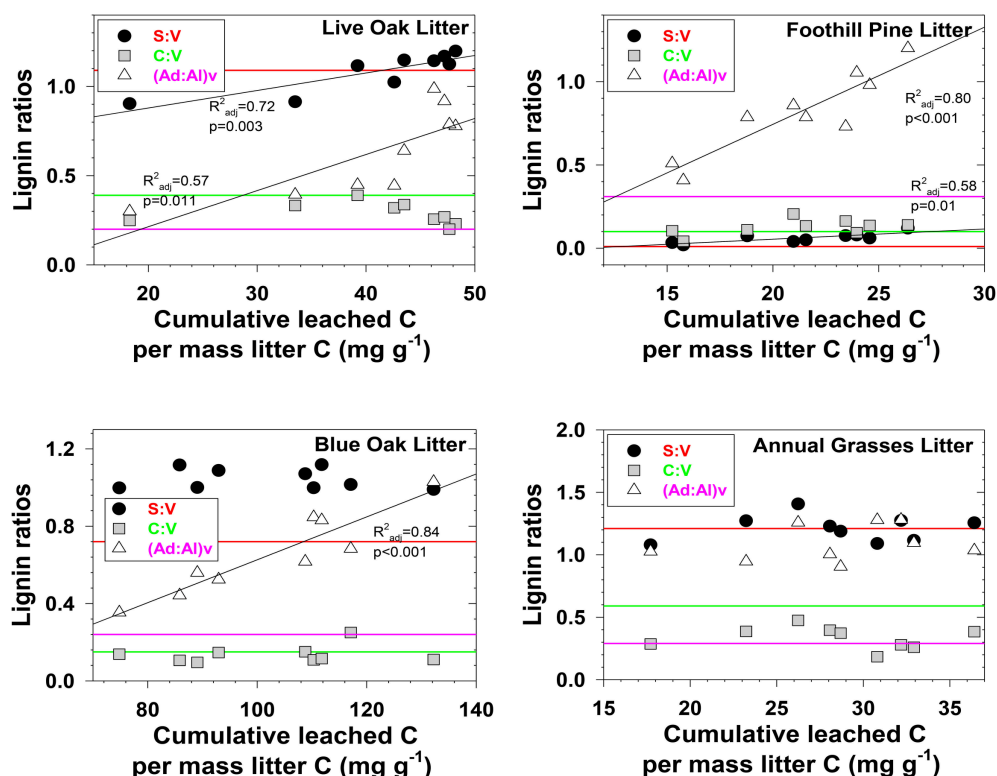 Live Oak Litter
S:V
C:V
(Ad:Al)v
R²adj=0.72
p=0.003
R²adj=0.57
p=0.011
Lignin ratios
1.0
0.5
0.0
20 30 40 50
Cumulative leached C
per mass litter C (mg g⁻¹)
Foothill Pine Litter
S:V
C:V
(Ad:Al)v
R²adj=0.80
p<0.001
R²adj=0.58
p=0.01
Lignin ratios
1.0
0.5
0.0
15 20 25 30
Cumulative leached C
per mass litter C (mg g⁻¹)
Blue Oak Litter
S:V
C:V
(Ad:Al)v
R²adj=0.84
p<0.001
Lignin ratios
1.2
0.8
0.4
0.0
80 100 120 140
Cumulative leached C
per mass litter C (mg g⁻¹)
Annual Grasses Litter
S:V
C:V
(Ad:Al)v
Lignin ratios
2.0
1.5
1.0
0.5
0.0
15 20 25 30 35
Cumulative leached C
per mass litter C (mg g⁻¹)